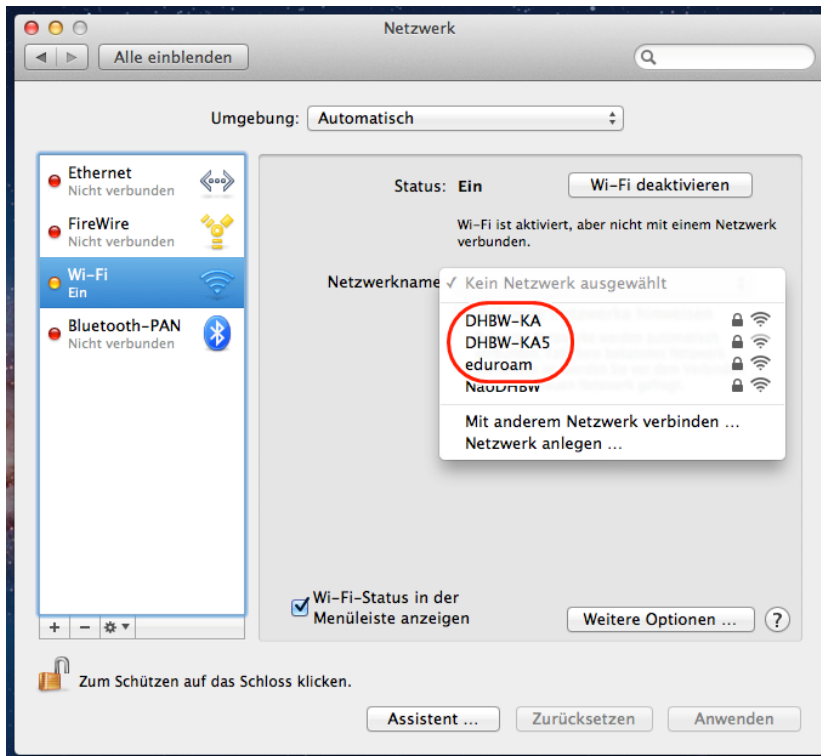 Netzwerk
Alle einblenden
Umgebung: Automatisch
Ethernet
Nicht verbunden
FireWire
Nicht verbunden
Wi-Fi
Ein
Bluetooth-PAN
Nicht verbunden
Status: Ein
Wi-Fi deaktivieren
Wi-Fi ist aktiviert, aber nicht mit einem Netzwerk
verbunden.
Netzwerkname
✓ Kein Netzwerk ausgewählt
DHBW-KA
DHBW-KA5
eduroam
NaoDHBW
Mit anderem Netzwerk verbinden ...
Netzwerk anlegen ...
Wi-Fi-Status in der
Menüleiste anzeigen
Weitere Optionen ...
?
+ −
Zum Schützen auf das Schloss klicken.
Assistent ...
Zurücksetzen
Anwenden